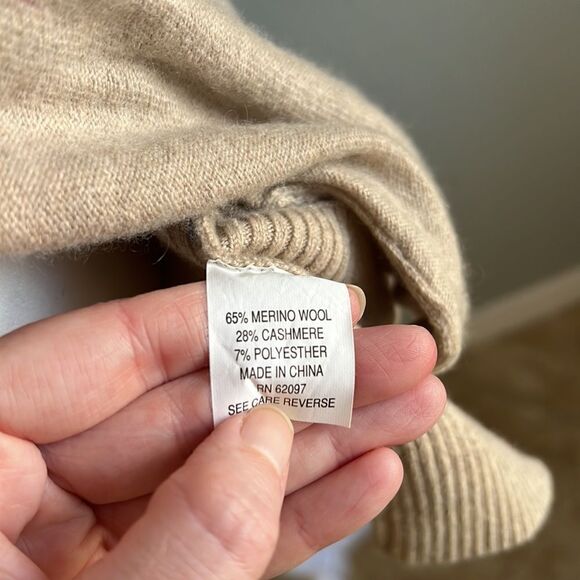 65% MERINO WOOL
28% CASHMERE
7% POLYESTHER
MADE IN CHINA
RN 62097
SEE CARE REVERSE